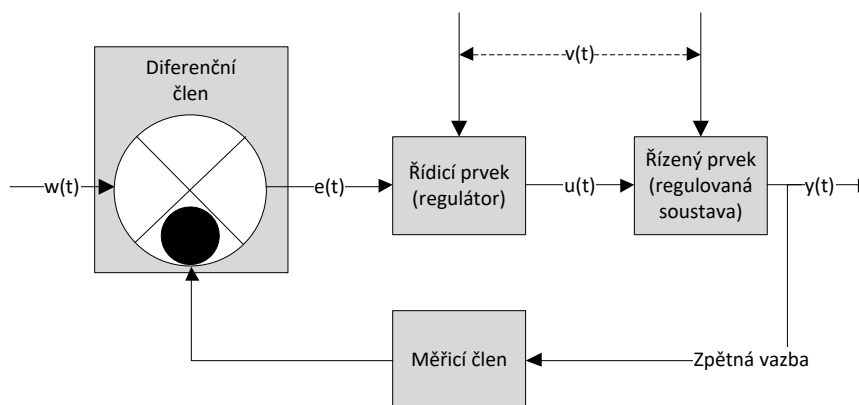 Diferenční
člen
v(t)
Řídicí prvek
(regulátor)
Řízený prvek
(regulovaná
soustava)
w(t)
e(t)
u(t)
y(t)
Měřicí člen
Zpětná vazba